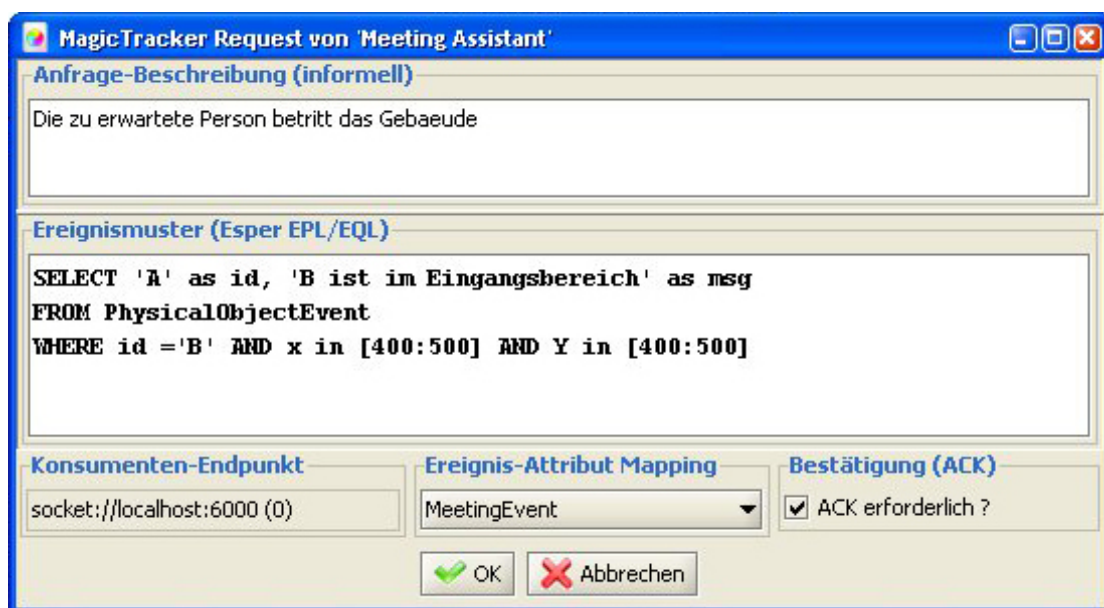 MagicTracker Request von 'Meeting Assistant'
Anfrage-Beschreibung (informell)
Die zu erwartete Person betritt das Gebaeude
Ereignismuster (Esper EPL/EQL)
SELECT 'A' as id, 'B ist im Eingangsbereich' as msg
FROM PhysicalObjectEvent
WHERE id ='B' AND x in [400:500] AND Y in [400:500]
Konsumenten-Endpunkt Ereignis-Attribut Mapping Bestätigung (ACK)
socket://localhost:6000 (0) MeetingEvent ACK erforderlich ?
OK Abbrechen